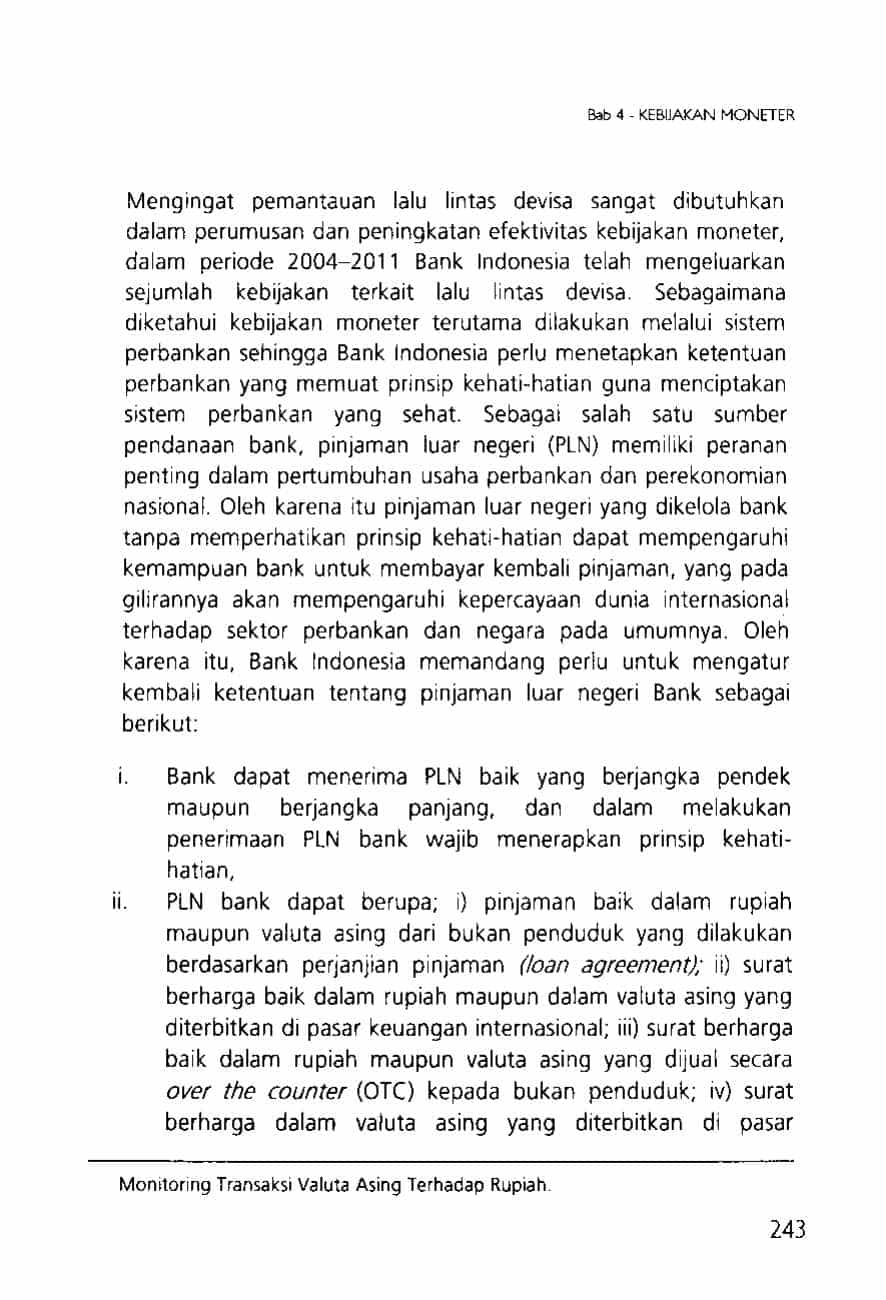 Bab 4 - KEBIJAKAN MONETER
Mengingat pemantauan lalu lintas devisa sangat dibutuhkan
dalam perumusan dan peningkatan efektivitas kebijakan moneter,
dalam periode 2004–2011 Bank Indonesia telah mengeluarkan
sejumlah kebijakan terkait lalu lintas devisa. Sebagaimana
diketahui kebijakan moneter terutama dilakukan melalui sistem
perbankan sehingga Bank Indonesia perlu menetapkan ketentuan
perbankan yang memuat prinsip kehati-hatian guna menciptakan
sistem perbankan yang sehat. Sebagai salah satu sumber
pendanaan bank, pinjaman luar negeri (PLN) memiliki peranan
penting dalam pertumbuhan usaha perbankan dan perekonomian
nasional. Oleh karena itu pinjaman luar negeri yang dikelola bank
tanpa memperhatikan prinsip kehati-hatian dapat mempengaruhi
kemampuan bank untuk membayar kembali pinjaman, yang pada
gilirannya akan mempengaruhi kepercayaan dunia internasional
terhadap sektor perbankan dan negara pada umumnya. Oleh
karena itu, Bank Indonesia memandang perlu untuk mengatur
kembali ketentuan tentang pinjaman luar negeri Bank sebagai
berikut:
i. Bank dapat menerima PLN baik yang berjangka pendek
maupun berjangka panjang, dan dalam melakukan
penerimaan PLN bank wajib menerapkan prinsip kehati-
hatian,
ii. PLN bank dapat berupa; i) pinjaman baik dalam rupiah
maupun valuta asing dari bukan penduduk yang dilakukan
berdasarkan perjanjian pinjaman (loan agreement); ii) surat
berharga baik dalam rupiah maupun dalam valuta asing yang
diterbitkan di pasar keuangan internasional; iii) surat berharga
baik dalam rupiah maupun valuta asing yang dijual secara
over the counter (OTC) kepada bukan penduduk; iv) surat
berharga dalam valuta asing yang diterbitkan di pasar
Monitoring Transaksi Valuta Asing Terhadap Rupiah.
243